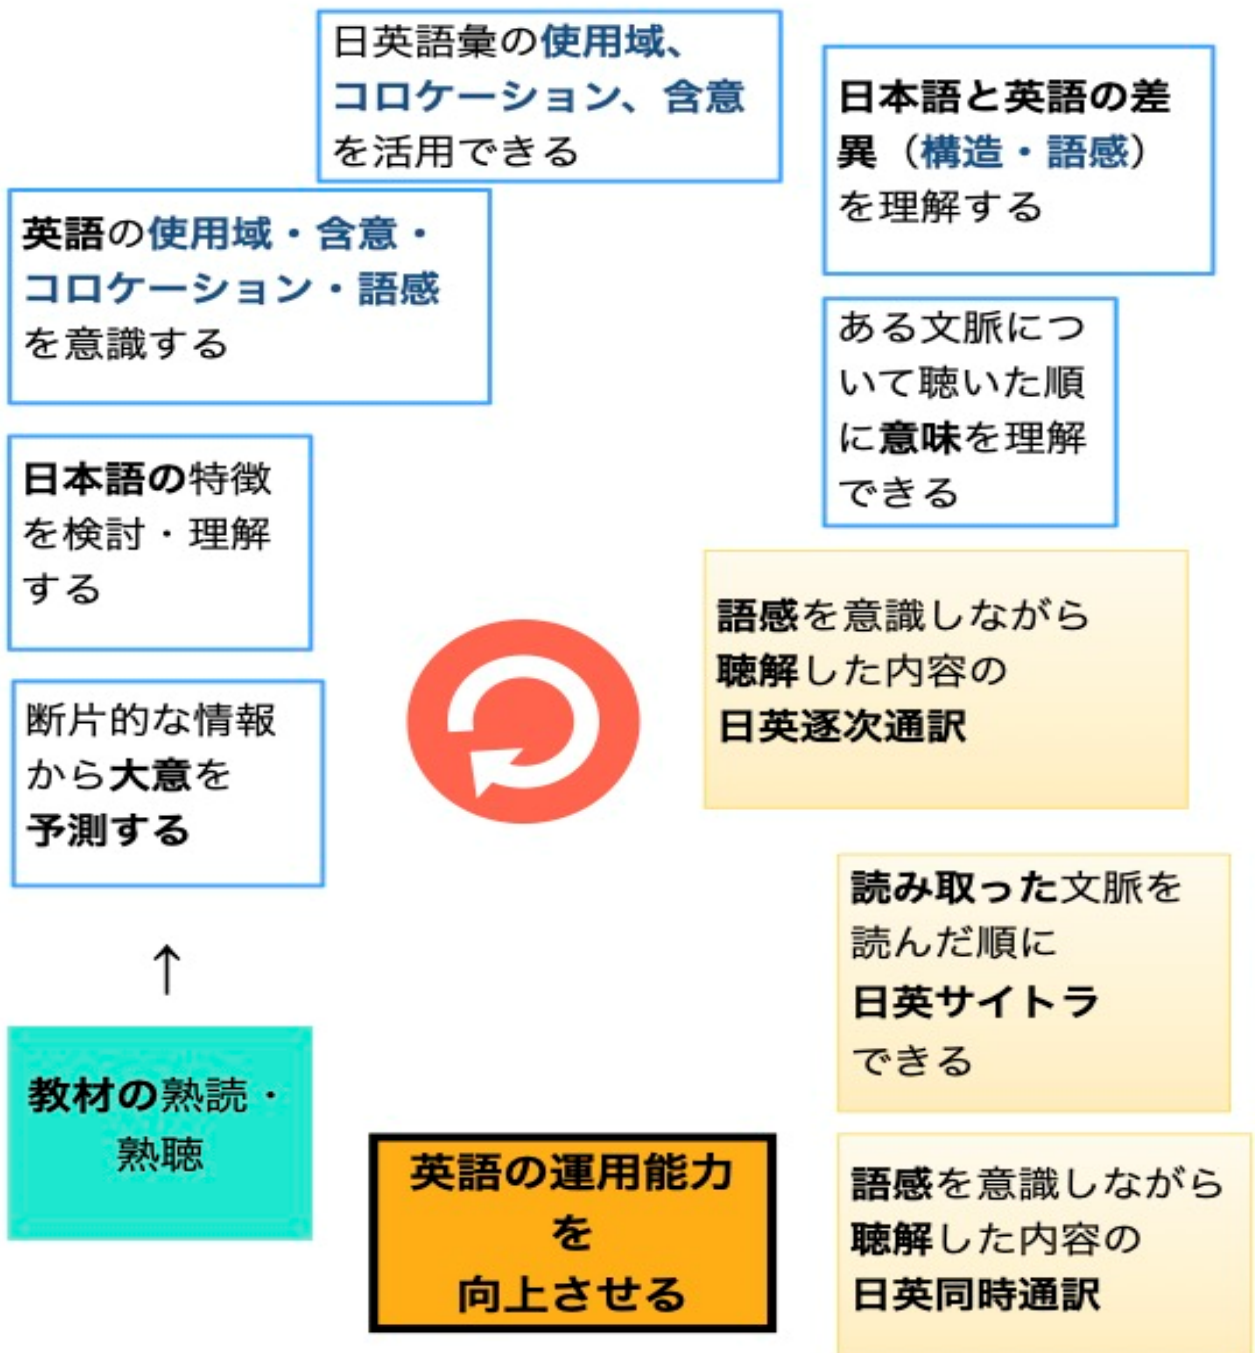 日英語彙の使用域、
コロケーション、含意
を活用できる
日本語と英語の差
異（構造・語感）
を理解する
英語の使用域・含意・
コロケーション・語感
を意識する
ある文脈につ
いて聴いた順
に意味を理解
できる
日本語の特徴
を検討・理解
する
語感を意識しながら
聴解した内容の
日英逐次通訳
断片的な情報
から大意を
予測する
読み取った文脈を
読んだ順に
日英サイトラ
できる
↑
教材の熟読・
熟聴
英語の運用能力
を
向上させる
語感を意識しながら
聴解した内容の
日英同時通訳